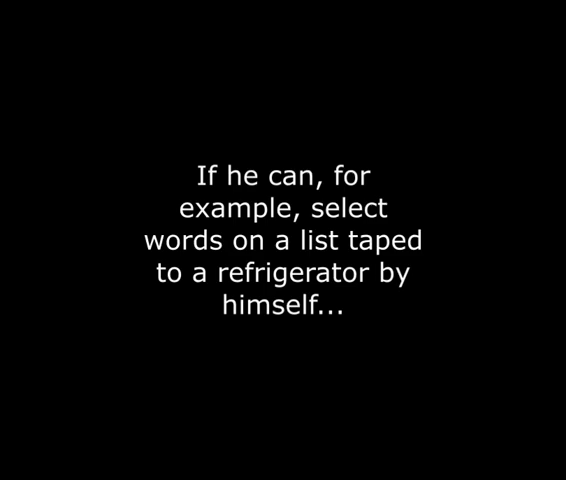 If he can, for
example, select
words on a list taped
to a refrigerator by
himself...